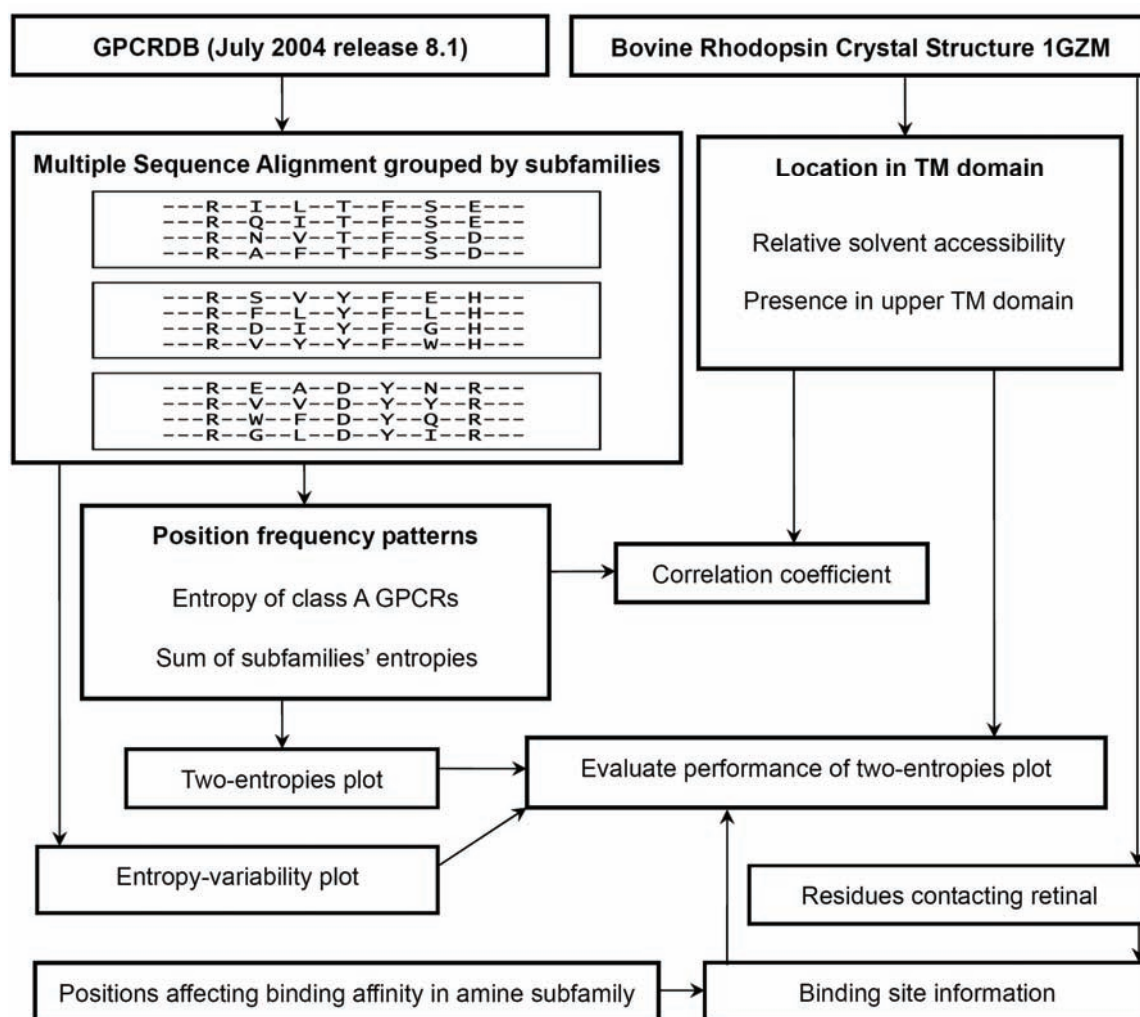 GPCRDB (July 2004 release 8.1)
Bovine Rhodopsin Crystal Structure 1GZM
Multiple Sequence Alignment grouped by subfamilies
---R--I--L--T--F--S--E---
---R--Q--I--T--F--S--E---
---R--N--V--T--F--S--D---
---R--A--F--T--F--S--D---
---R--S--V--Y--F--E--H---
---R--F--L--Y--F--L--H---
---R--D--I--Y--F--G--H---
---R--V--Y--Y--F--W--H---
---R--E--A--D--Y--N--R---
---R--V--V--D--Y--Y--R---
---R--W--F--D--Y--Q--R---
---R--G--L--D--Y--I--R---
Location in TM domain
Relative solvent accessibility
Presence in upper TM domain
Position frequency patterns
Entropy of class A GPCRs
Sum of subfamilies’ entropies
Correlation coefficient
Two-entropies plot
Evaluate performance of two-entropies plot
Entropy-variability plot
Residues contacting retinal
Positions affecting binding affinity in amine subfamily
Binding site information